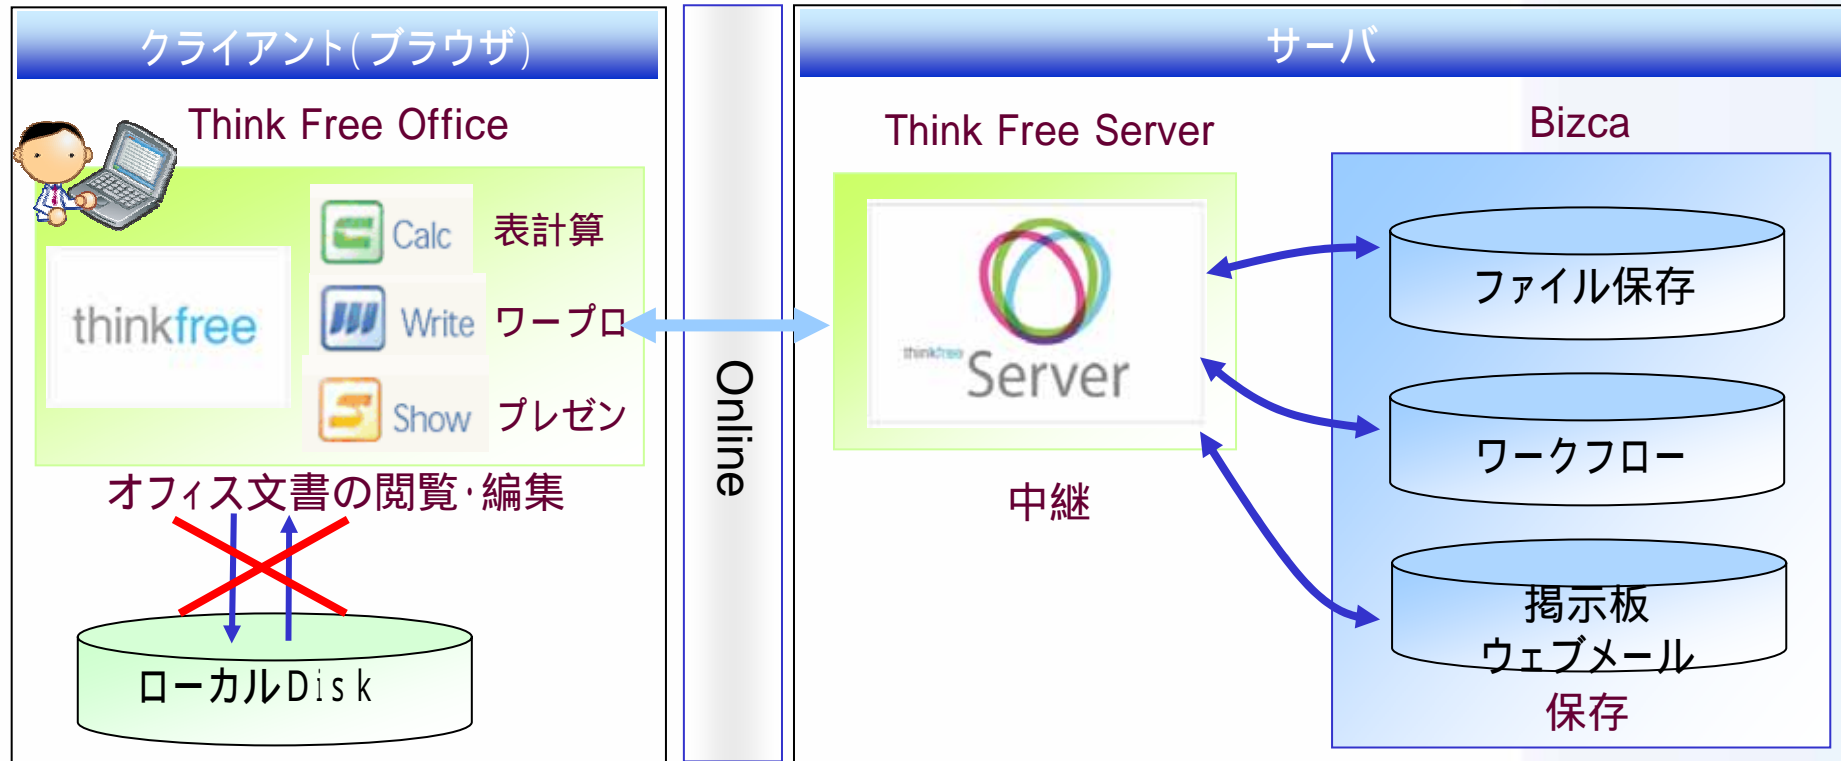 クライアント(ブラウザ)
Think Free Office
thinkfree
Calc 表計算
Write ワープロ
Show プレゼン
オフィス文書の閲覧・編集
ローカルDisk
Online
サーバ
Think Free Server
thinkfree
Server
中継
Bizca
ファイル保存
ワークフロー
掲示板
ウェブメール
保存